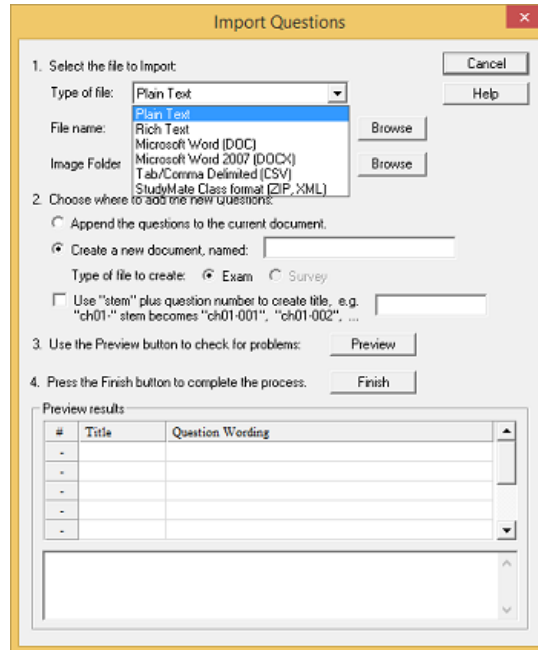 Import Questions
1. Select the file to Import:
Cancel
Type of file:
Plain Text
Help
Plain Text
Rich Text
File name:
Browse
Microsoft Word (DOC)
Microsoft Word 2007 (DOCX)
Image Folder
Browse
Tab/Comma Delimited (CSV)
StudyMate Class format (ZIP, XML)
2. Choose where to add the new Questions:
Append the questions to the current document.
Create a new document, named:
Type of file to create:
Exam
Survey
Use "stem" plus question number to create title, e.g.
"ch01-" stem becomes "ch01-001", "ch01-002", ...
3. Use the Preview button to check for problems:
Preview
4. Press the Finish button to complete the process.
Finish
Preview results
# Title Question Wording
-
-
-
-
-